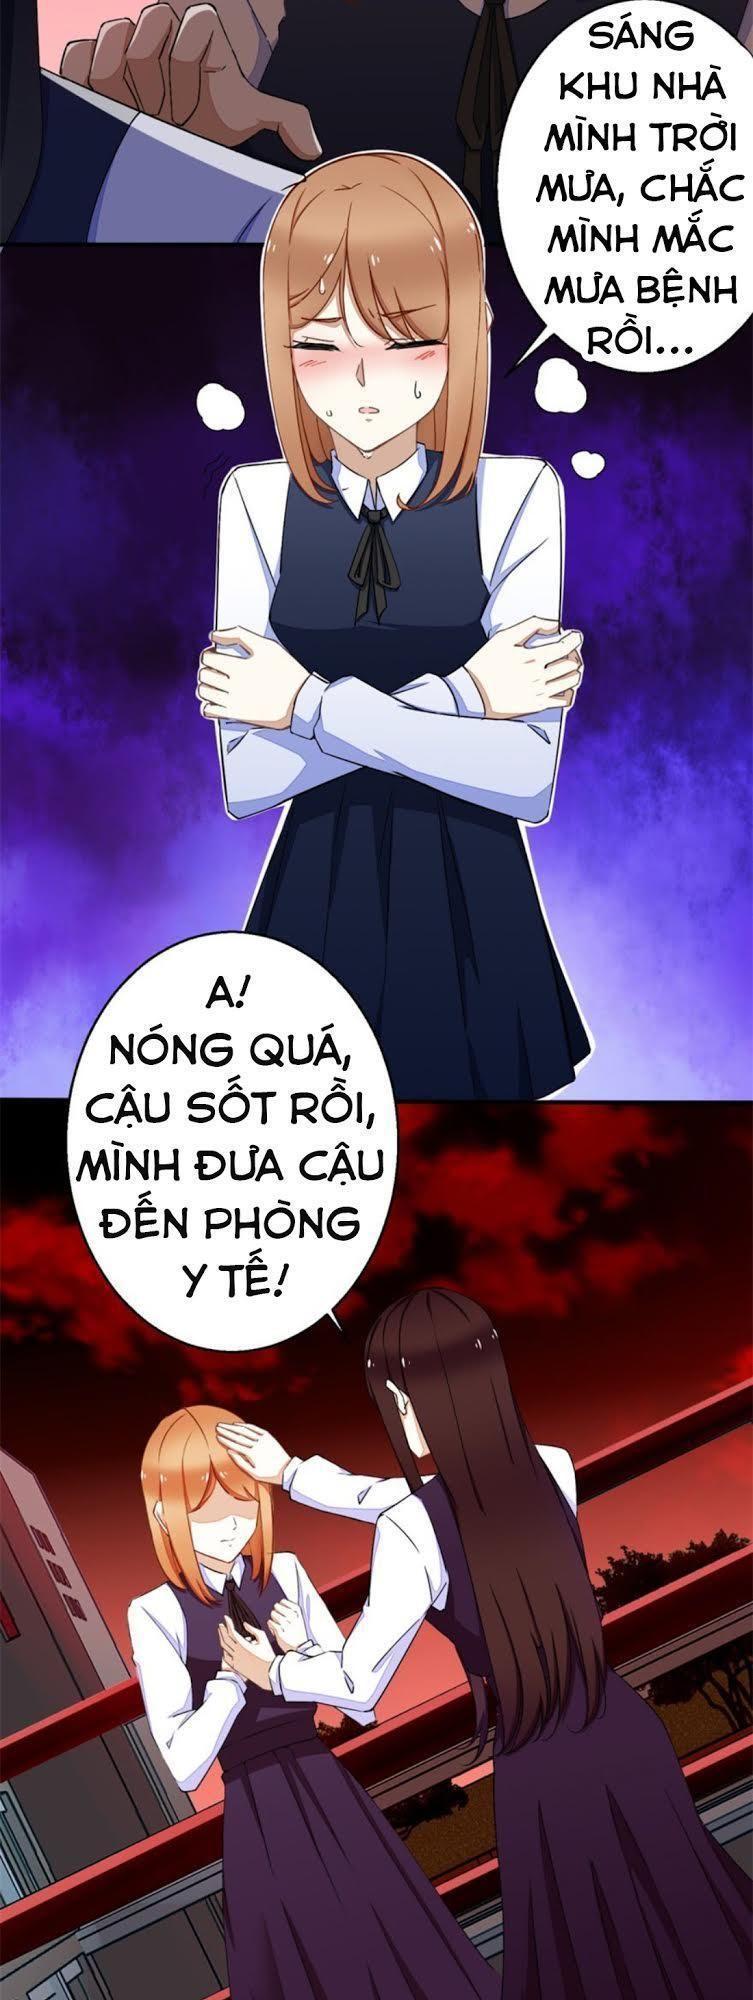 SÁNG
KHU NHÀ
MÌNH TRỜI
MƯA, CHẮC
MÌNH MẮC
MƯA BỆNH
RỒI...
A!
NÓNG QUÁ,
CẬU SỐT RỒI,
MÌNH ĐƯA CẬU
ĐẾN PHÒNG
Y TẾ!